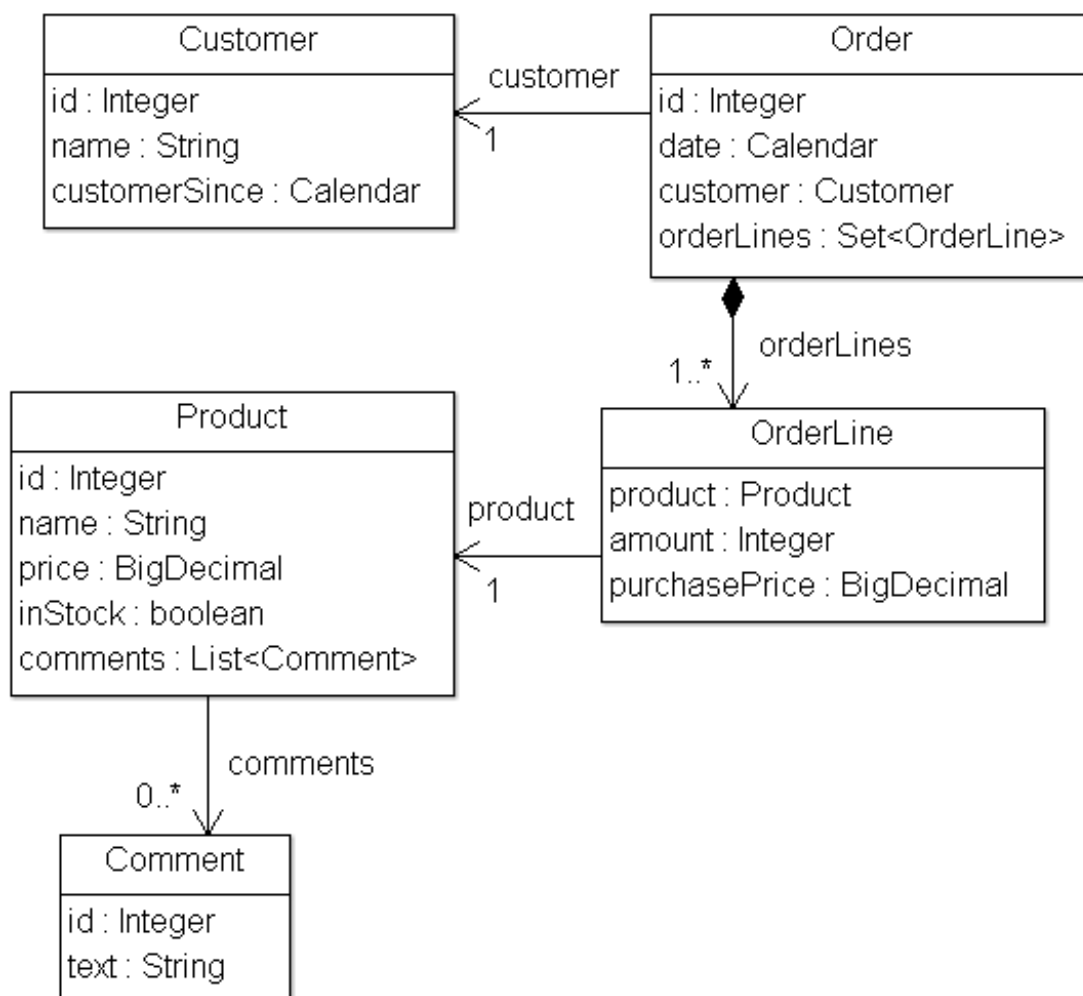 Customer
id : Integer
name : String
customerSince : Calendar
customer
1
Order
id : Integer
date : Calendar
customer : Customer
orderLines : Set<OrderLine>
orderLines
1..*
Product
id : Integer
name : String
price : BigDecimal
inStock : boolean
comments : List<Comment>
product
1
OrderLine
product : Product
amount : Integer
purchasePrice : BigDecimal
comments
0..*
Comment
id : Integer
text : String